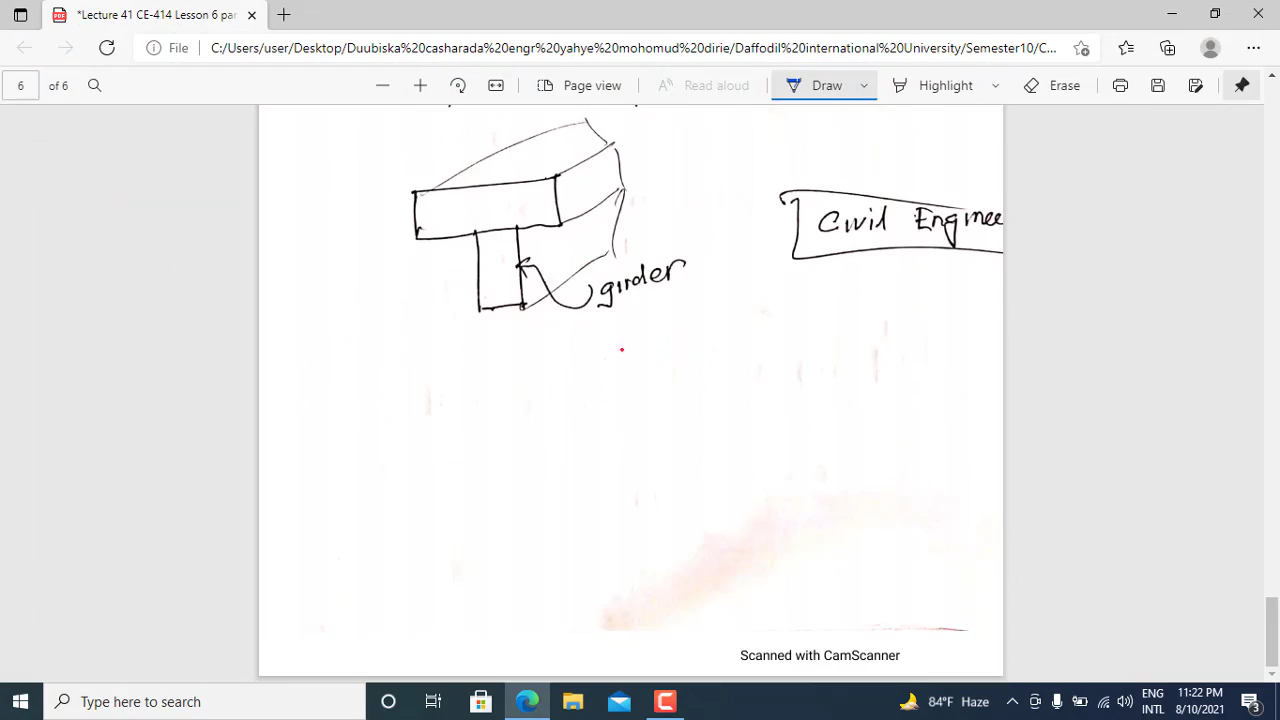 *Lecture 41 CE-414 Lesson 6 par
File
C:/Users/user/Desktop/Duubiska%20casharada%20engr%20yahye%20mohomud%20dirie/Daffodil%20international%20University/Semester10/C...
6 of 6
Page view
Read aloud
Draw
Highlight
Erase
Civil Enginee
girder
Scanned with CamScanner
Type here to search
84°F Haze
ENG
INTL
11:22 PM
8/10/2021
3